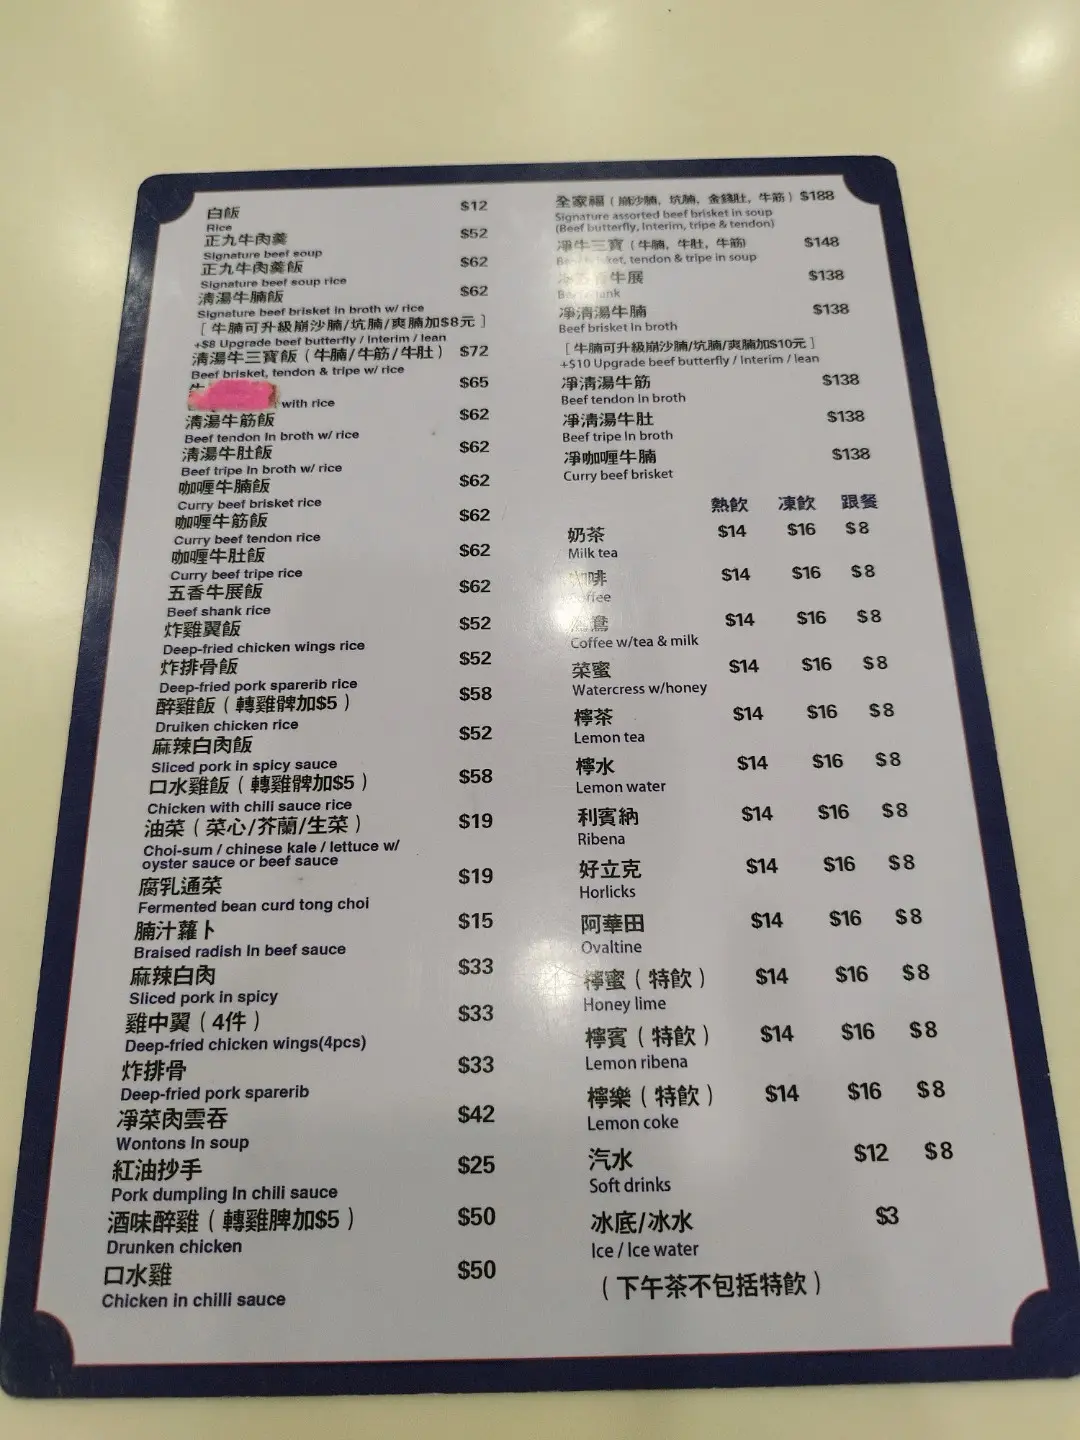 白飯 $12
Rice
正九牛肉羹 $52
Signature beef soup
正九牛肉羹飯 $62
Signature beef soup rice
清湯牛腩飯 $62
Signature beef brisket In broth w/ rice
[ 牛腩可升級崩沙腩/坑腩/爽腩加$8元 ]
+$8 Upgrade beef butterfly / Interim / lean
清湯牛三寶飯 ( 牛腩/牛筋/牛肚 ) $72
Beef brisket, tendon & tripe w/ rice
牛 $65
with rice
清湯牛筋飯 $62
Beef tendon In broth w/ rice
清湯牛肚飯 $62
Beef tripe In broth w/ rice
咖喱牛腩飯 $62
Curry beef brisket rice
咖喱牛筋飯 $62
Curry beef tendon rice
咖喱牛肚飯 $62
Curry beef tripe rice
五香牛展飯 $62
Beef shank rice
炸雞翼飯 $52
Deep-fried chicken wings rice
炸排骨飯 $52
Deep-fried pork sparerib rice
醉雞飯 ( 轉雞髀加$5 ) $58
Druiken chicken rice
麻辣白肉飯 $52
Sliced pork in spicy sauce
口水雞飯 ( 轉雞髀加$5 ) $58
Chicken with chili sauce rice
油菜 ( 菜心/芥蘭/生菜 ) $19
Choi-sum / chinese kale / lettuce w/
oyster sauce or beef sauce
腐乳通菜 $19
Fermented bean curd tong choi
腩汁蘿卜 $15
Braised radish In beef sauce
麻辣白肉 $33
Sliced pork in spicy
雞中翼 ( 4件 ) $33
Deep-fried chicken wings(4pcs)
炸排骨 $33
Deep-fried pork sparerib
凈菜肉雲吞 $42
Wontons In soup
紅油抄手 $25
Pork dumpling In chili sauce
酒味醉雞 ( 轉雞脾加$5 ) $50
Drunken chicken
口水雞 $50
Chicken in chilli sauce
全家福 ( 崩沙腩, 坑腩, 金錢肚, 牛筋 ) $188
Signature assorted beef brisket in soup
(Beef butterfly, Interim, tripe & tendon)
凈牛三寶 ( 牛腩, 牛肚, 牛筋) $148
tendon & tripe in soup
牛展 $138
凈清湯牛腩 $138
Beef brisket In broth
[ 牛腩可升級崩沙腩/坑腩/爽腩加$10元 ]
+$10 Upgrade beef butterfly / Interim / lean
凈清湯牛筋 $138
Beef tendon In broth
凈清湯牛肚 $138
Beef tripe In broth
凈咖喱牛腩 $138
Curry beef brisket
熱飲 凍飲 跟餐
奶茶 $14 $16 $8
Milk tea
咖啡 $14 $16 $8
Coffee
鴛鴦 $14 $16 $8
Coffee w/tea & milk
菜蜜 $14 $16 $8
Watercress w/honey
檸茶 $14 $16 $8
Lemon tea
檸水 $14 $16 $8
Lemon water
利賓納 $14 $16 $8
Ribena
好立克 $14 $16 $8
Horlicks
阿華田 $14 $16 $8
Ovaltine
檸蜜 ( 特飲 ) $14 $16 $8
Honey lime
檸賓 ( 特飲 ) $14 $16 $8
Lemon ribena
檸樂 ( 特飲 ) $14 $16 $8
Lemon coke
汽水 $12 $8
Soft drinks
冰底/冰水 $3
Ice / Ice water
( 下午茶不包括特飲 )